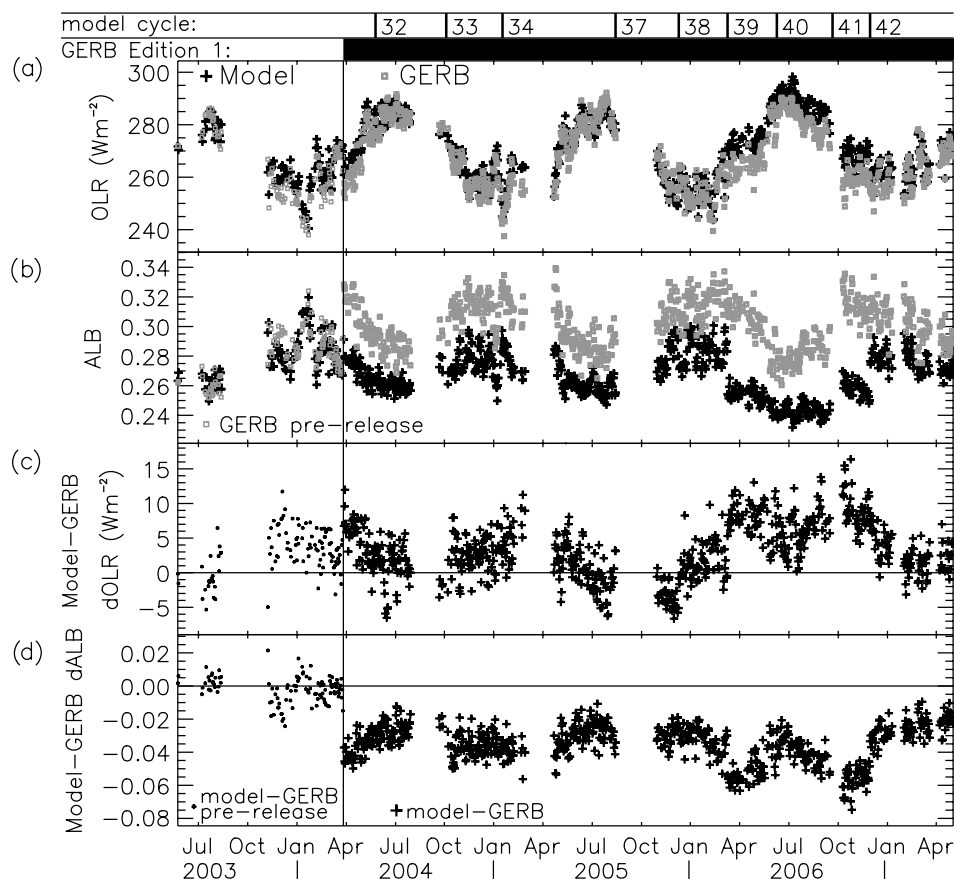 model cycle: 32 33 34 37 38 39 40 41 42
GERB Edition 1:
(a)
Model
GERB
300
280
260
240
OLR (Wm⁻²)
(b)
0.34
0.32
0.30
0.28
0.26
0.24
ALB
GERB pre-release
(c)
15
10
5
0
-5
Model-GERB
dOLR (Wm⁻²)
(d)
0.02
0.00
-0.02
-0.04
-0.06
-0.08
Model-GERB dALB
model-GERB
pre-release
model-GERB
Jul Oct Jan Apr Jul Oct Jan Apr Jul Oct Jan Apr Jul Oct Jan Apr
2003 | 2004 | 2005 | 2006 |